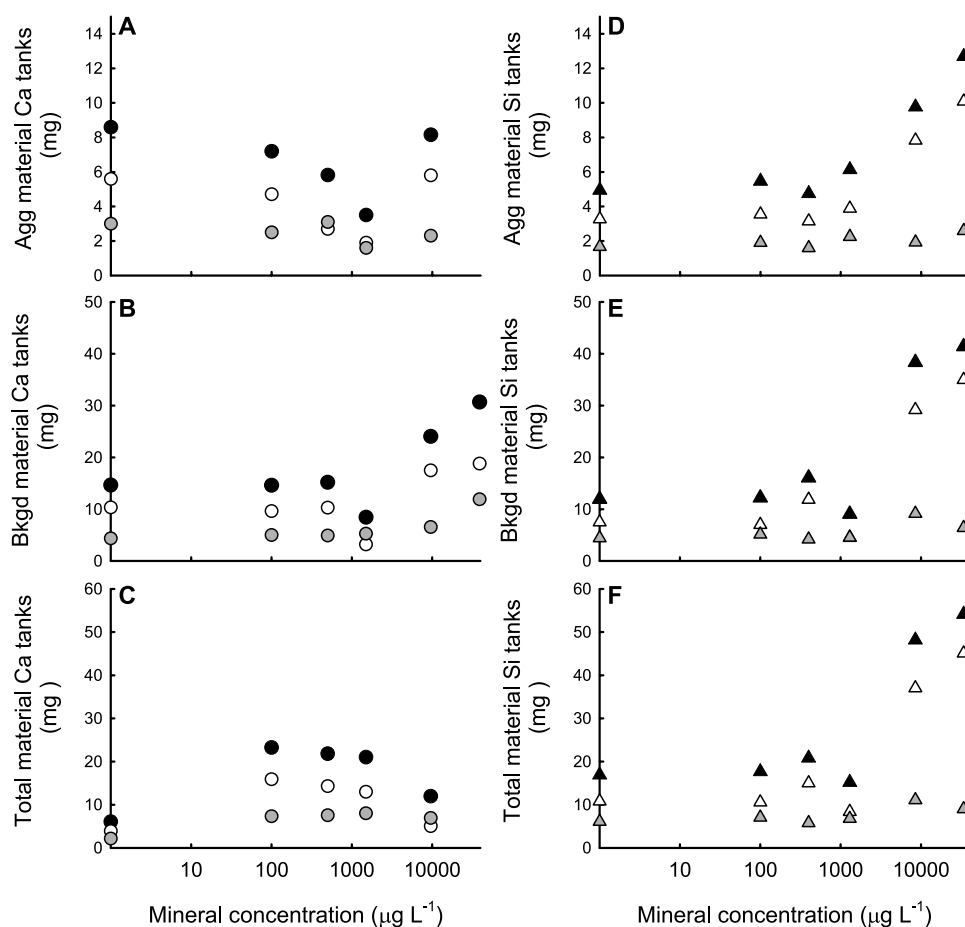 A
14
12
10
8
6
4
2
0
Agg material Ca tanks
(mg)
D
14
12
10
8
6
4
2
0
Agg material Si tanks
(mg)
B
50
40
30
20
10
0
Bkgd material Ca tanks
(mg)
E
50
40
30
20
10
0
Bkgd material Si tanks
(mg)
C
60
50
40
30
20
10
0
Total material Ca tanks
(mg )
10 100 1000 10000
Mineral concentration (μg L⁻¹)
F
60
50
40
30
20
10
0
Total material Si tanks
(mg )
10 100 1000 10000
Mineral concentration (μg L⁻¹)